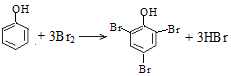 OH
+ 3Br₂ ⟶
OH
Br Br
+ 3HBr
Br